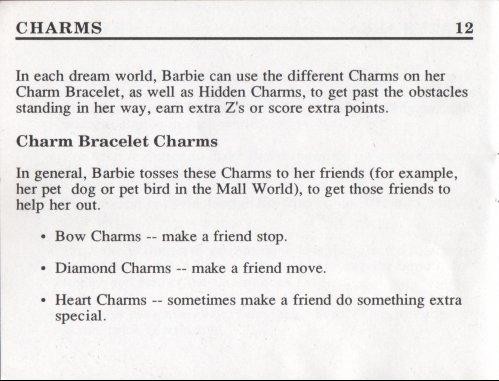 CHARMS 12
In each dream world, Barbie can use the different Charms on her
Charm Bracelet, as well as Hidden Charms, to get past the obstacles
standing in her way, earn extra Z's or score extra points.
Charm Bracelet Charms
In general, Barbie tosses these Charms to her friends (for example,
her pet dog or pet bird in the Mall World), to get those friends to
help her out.
• Bow Charms -- make a friend stop.
• Diamond Charms -- make a friend move.
• Heart Charms -- sometimes make a friend do something extra
special.